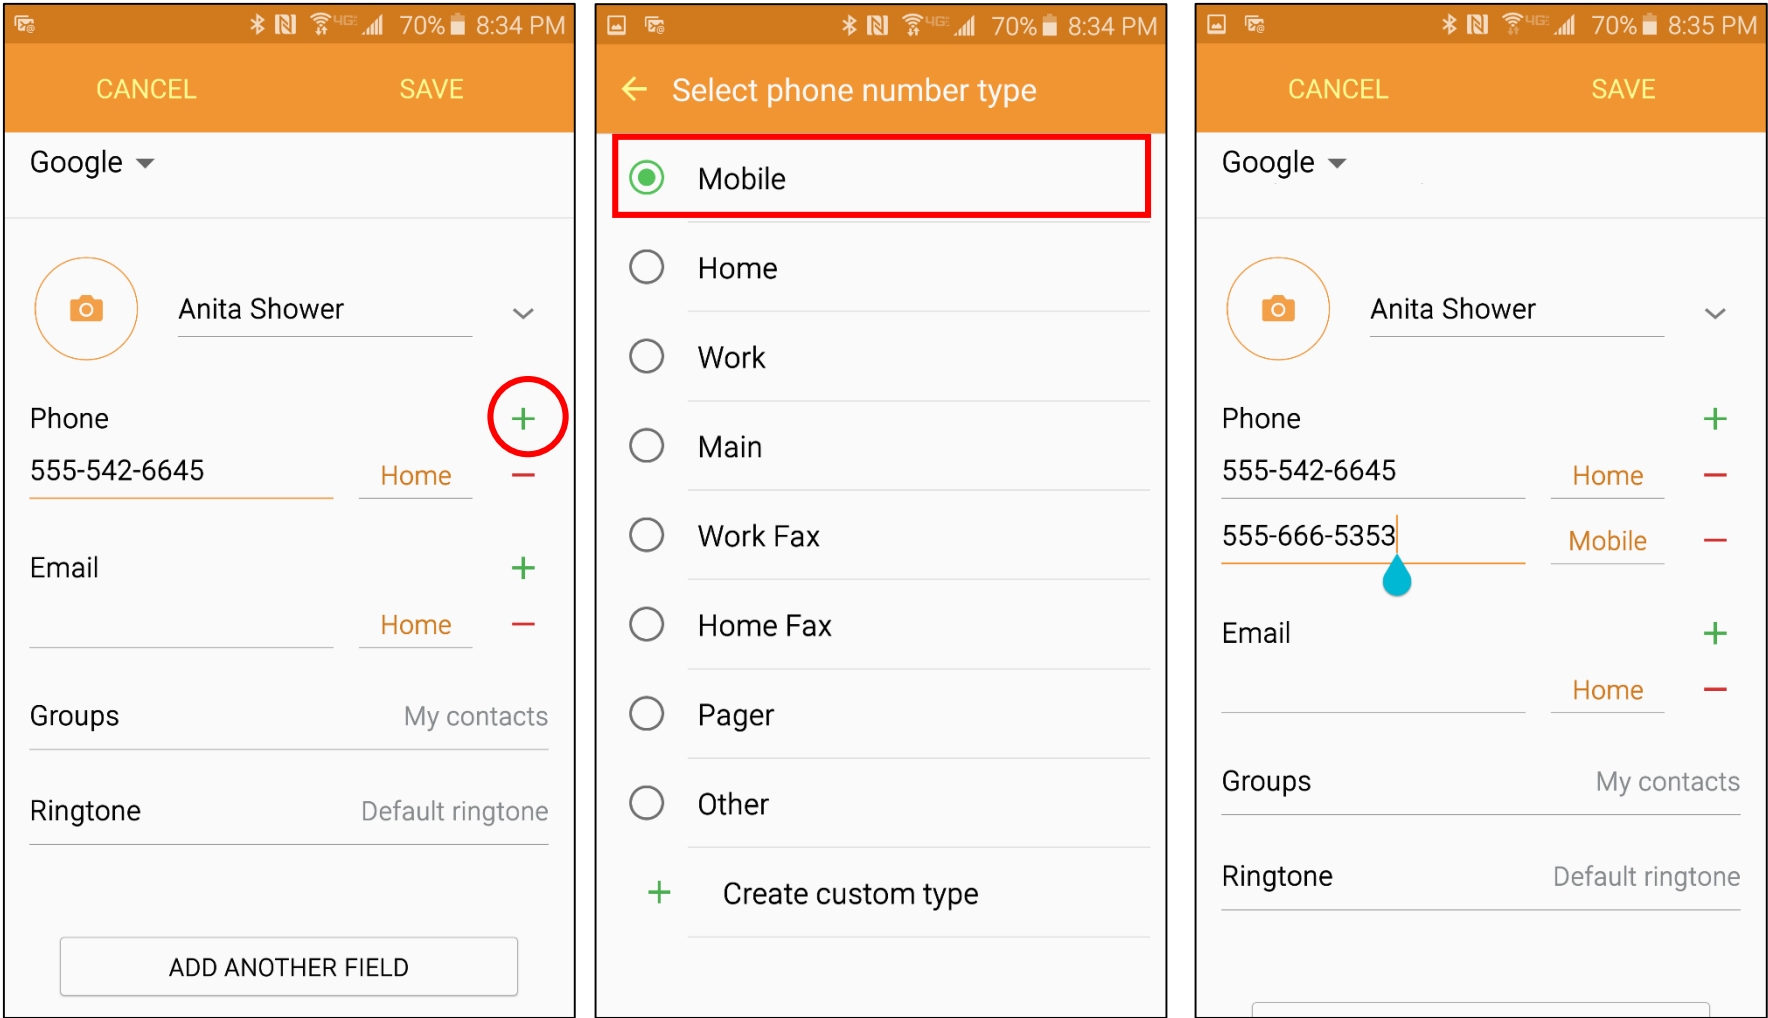 4G 70% 8:34 PM
CANCEL SAVE
Google
Anita Shower
Phone
555-542-6645 Home
Email
Home
Groups My contacts
Ringtone Default ringtone
ADD ANOTHER FIELD
4G 70% 8:34 PM
Select phone number type
Mobile
Home
Work
Main
Work Fax
Home Fax
Pager
Other
Create custom type
4G 70% 8:35 PM
CANCEL SAVE
Google
Anita Shower
Phone
555-542-6645 Home
555-666-5353 Mobile
Email
Home
Groups My contacts
Ringtone Default ringtone